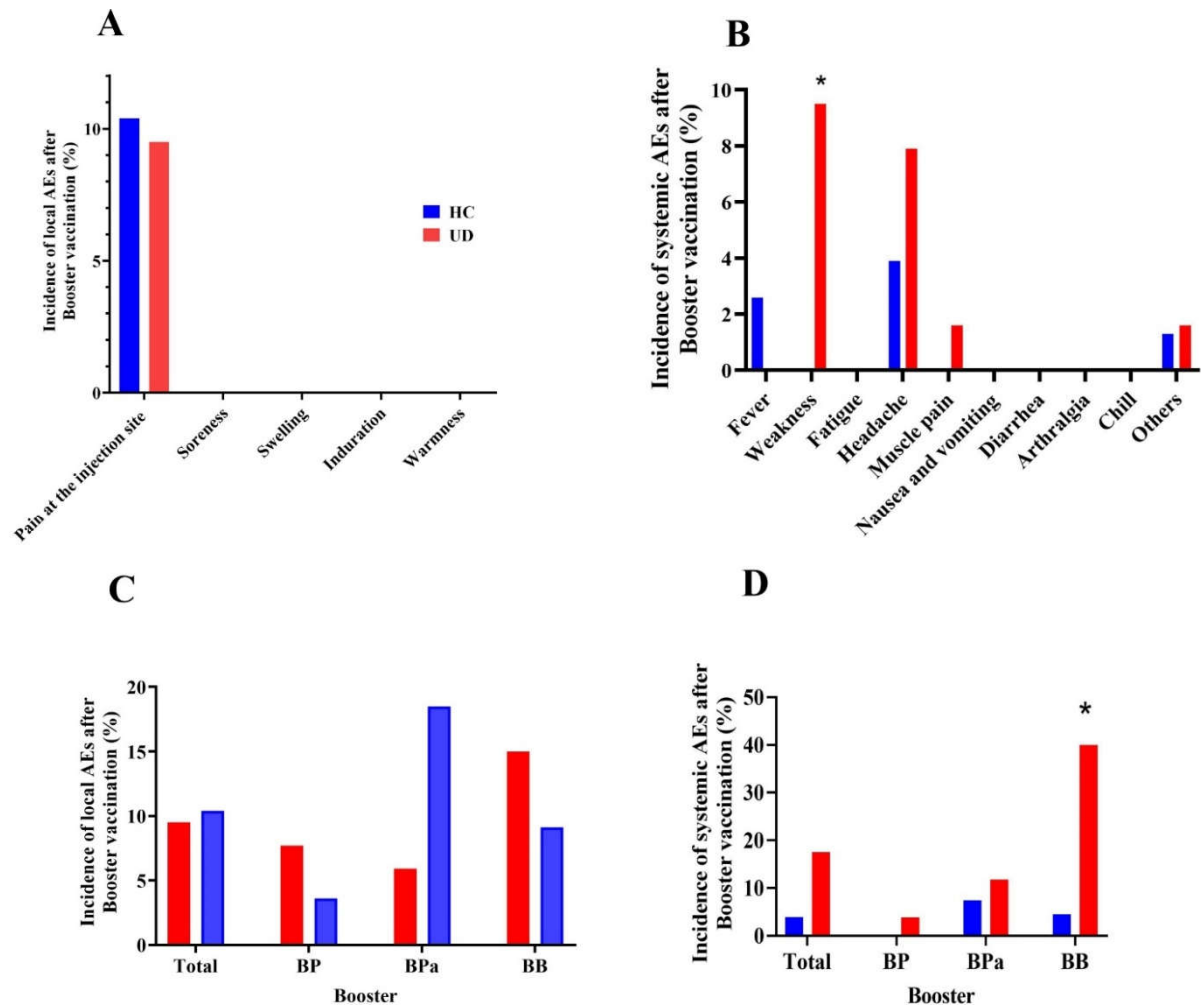 A
Incidence of local AEs after
Booster vaccination (%)
10
5
0
HC
UD
Pain at the injection site
Soreness
Swelling
Induration
Warmness
B
Incidence of systemic AEs after
Booster vaccination (%)
10
8
6
4
2
0
*
Fever
Weakness
Fatigue
Headache
Muscle pain
Nausea and vomiting
Diarrhea
Arthralgia
Chill
Others
C
Incidence of local AEs after
Booster vaccination (%)
20
15
10
5
0
Total BP BPa BB
Booster
D
Incidence of systemic AEs after
Booster vaccination (%)
50
40
30
20
10
0
*
Total BP BPa BB
Booster